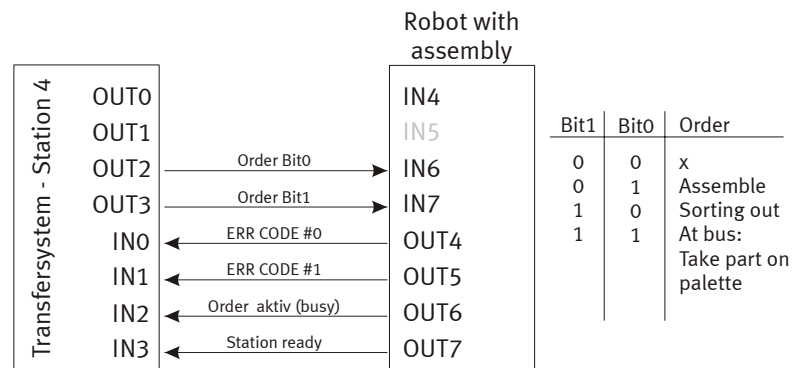 Robot with
assembly
Transfersystem - Station 4
OUT0
OUT1
OUT2
OUT3
IN0
IN1
IN2
IN3
Order Bit0
Order Bit1
ERR CODE #0
ERR CODE #1
Order aktiv (busy)
Station ready
IN4
IN5
IN6
IN7
OUT4
OUT5
OUT6
OUT7
Bit1 Bit0 Order
0 0 x
0 1 Assemble
1 0 Sorting out
1 1 At bus:
Take part on
palette